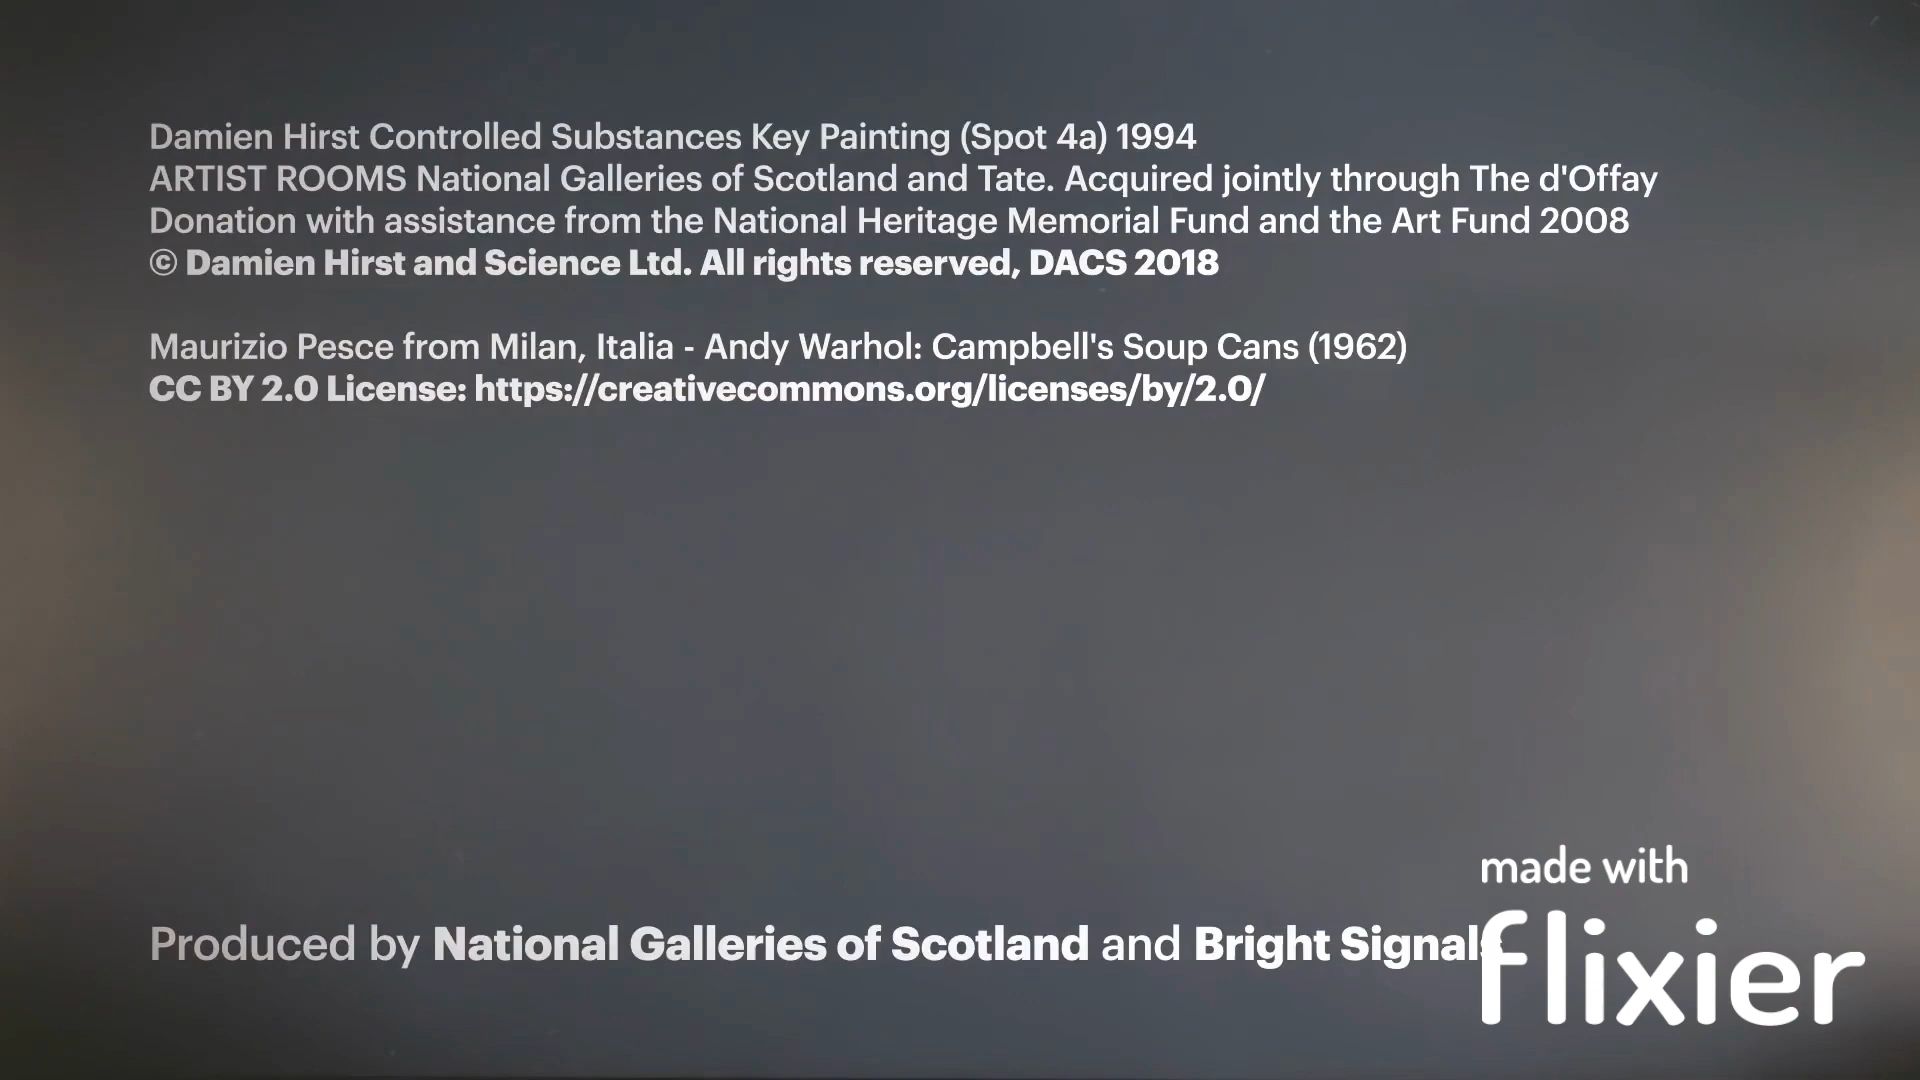 Damien Hirst Controlled Substances Key Painting (Spot 4a) 1994
ARTIST ROOMS National Galleries of Scotland and Tate. Acquired jointly through The d'Offay
Donation with assistance from the National Heritage Memorial Fund and the Art Fund 2008
© Damien Hirst and Science Ltd. All rights reserved, DACS 2018
Maurizio Pesce from Milan, Italia - Andy Warhol: Campbell's Soup Cans (1962)
CC BY 2.0 License: https://creativecommons.org/licenses/by/2.0/
Produced by National Galleries of Scotland and Bright Signals
made with
flixier